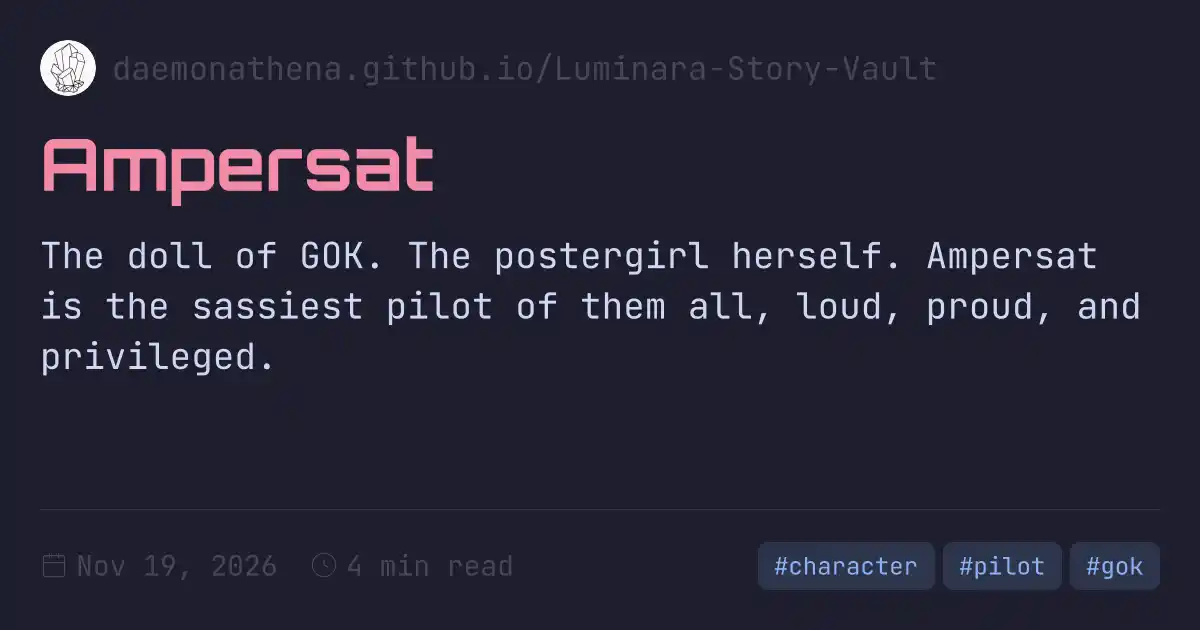 daemonathena.github.io/Luminara-Story-Vault
Ampersat
The doll of GOK. The postergirl herself. Ampersat
is the sassiest pilot of them all, loud, proud, and
privileged.
Nov 19, 2026 4 min read #character #pilot #gok